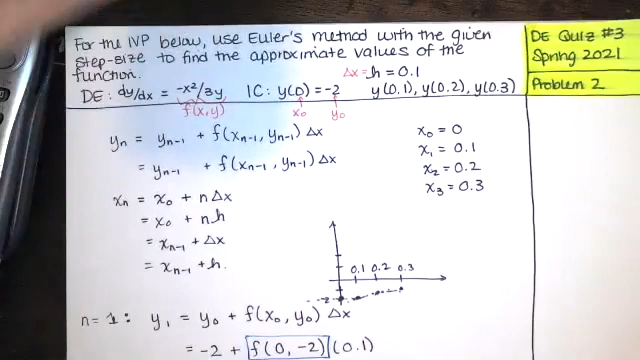 For the IVP below, use Euler's method with the given
step-size to find the approximate values of the
function.
Δx = h = 0.1
DE: dy/dx = -x²/3y IC: y(0) = -2 y(0.1), y(0.2), y(0.3)
f(x,y) x₀ y₀
DE Quiz #3
Spring 2021
Problem 2
yₙ = yₙ₋₁ + f(xₙ₋₁, yₙ₋₁) Δx
= yₙ₋₁ + f(xₙ₋₁, yₙ₋₁) Δx
xₙ = x₀ + nΔx
= x₀ + nh
= xₙ₋₁ + Δx
= xₙ₋₁ + h.
x₀ = 0
x₁ = 0.1
x₂ = 0.2
x₃ = 0.3
0.1 0.2 0.3
-2
n = 1: y₁ = y₀ + f(x₀, y₀) Δx
= -2 + f(0, -2) (0.1)